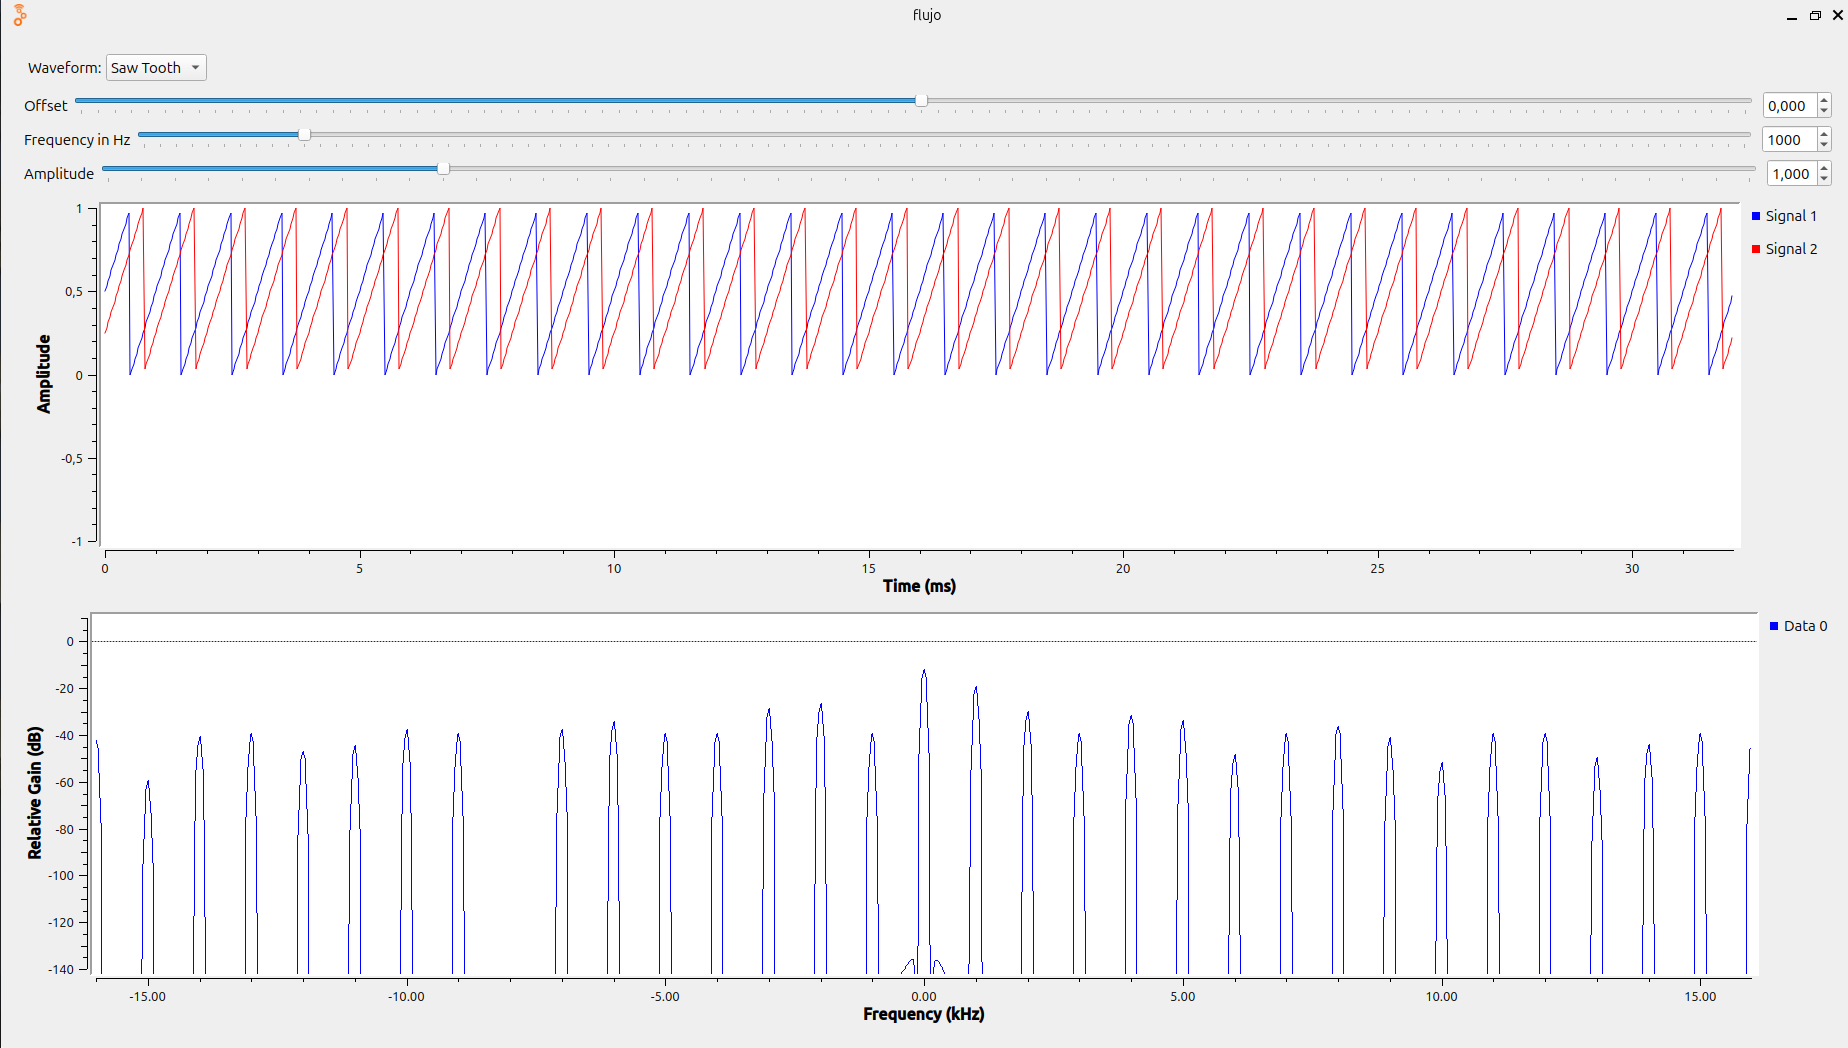 flujo
Waveform: Saw Tooth
Offset 0,000
Frequency in Hz 1000
Amplitude 1,000
Signal 1
Signal 2
1
0,5
0
-0,5
-1
Amplitude
0 5 10 15 20 25 30
Time (ms)
Data 0
0
-20
-40
-60
-80
-100
-120
-140
Relative Gain (dB)
-15.00 -10.00 -5.00 0.00 5.00 10.00 15.00
Frequency (kHz)